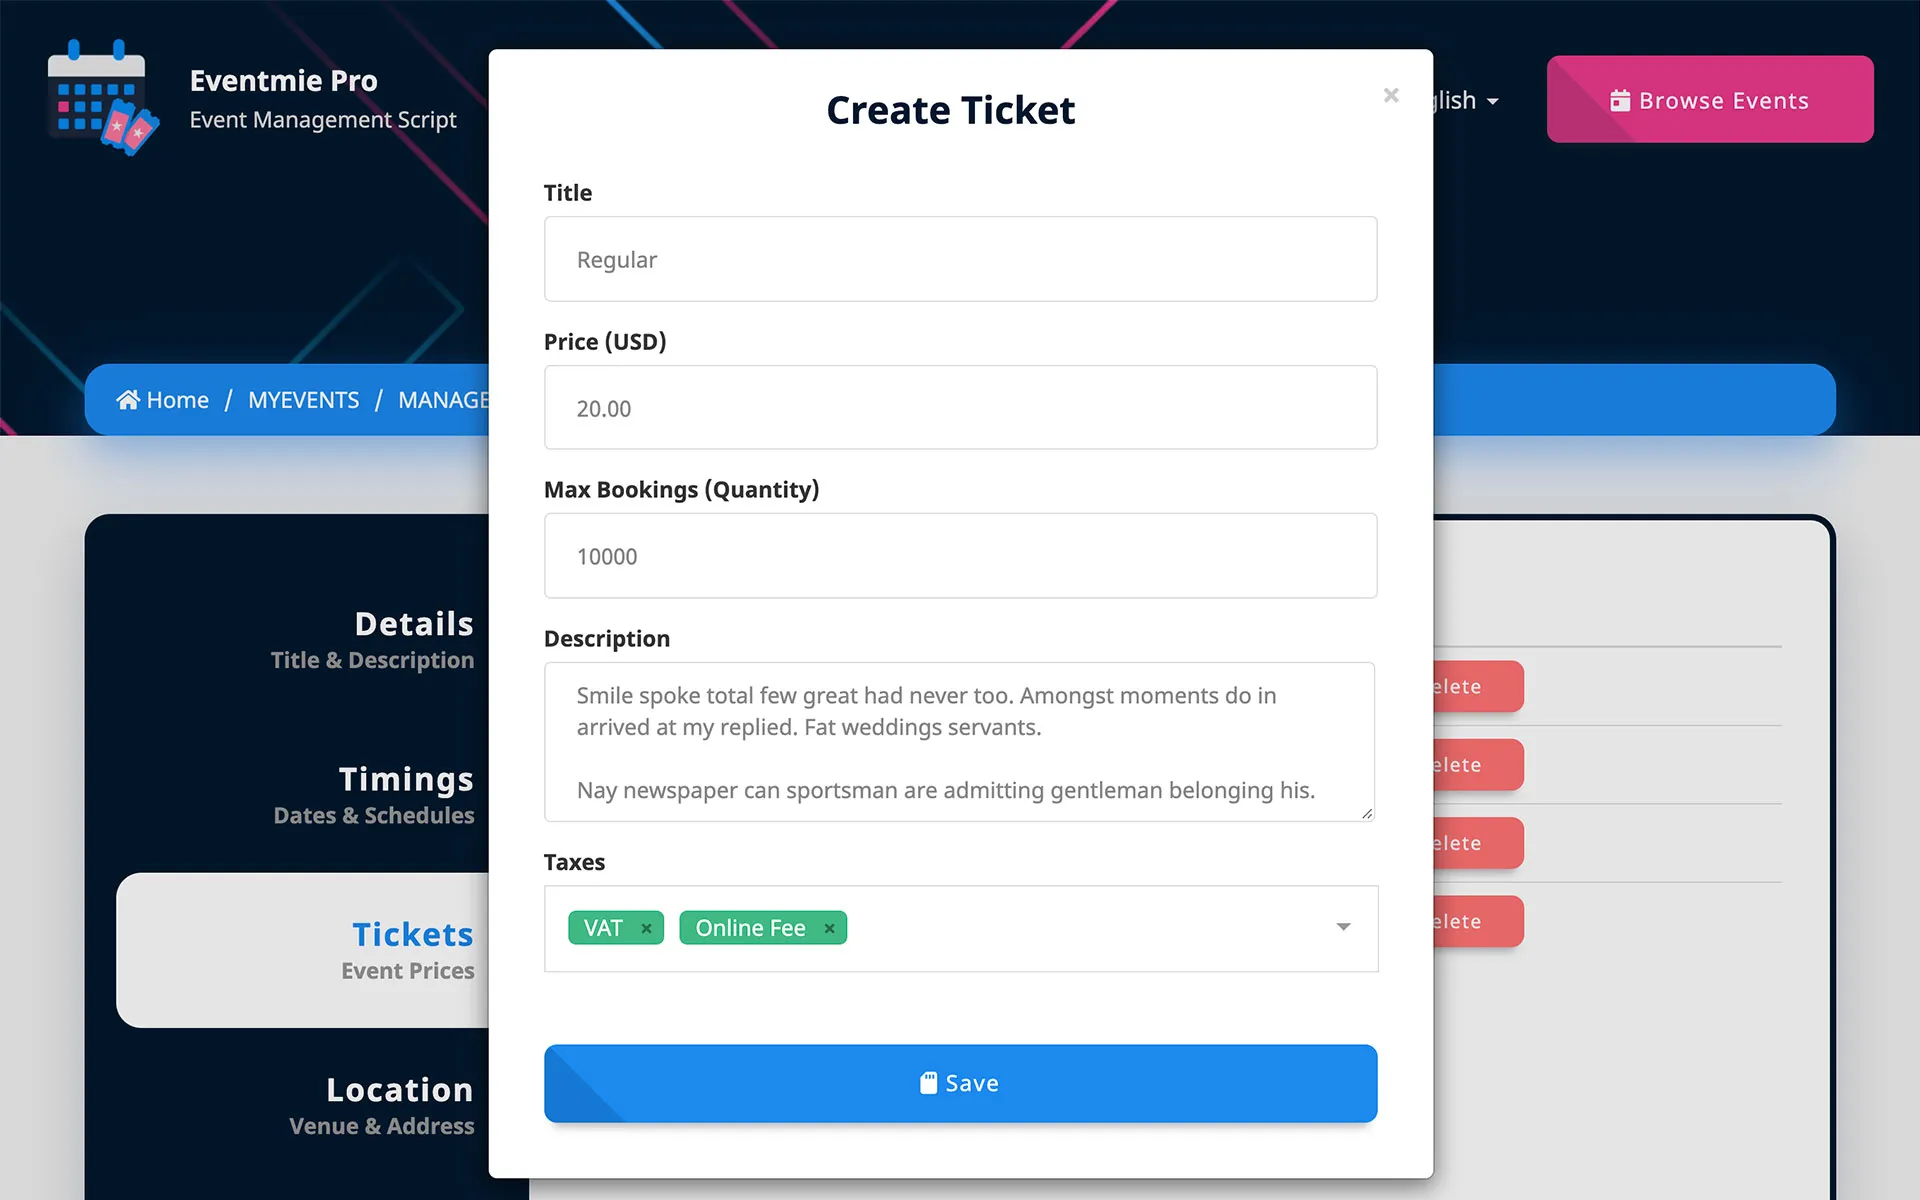 Eventmie Pro
Event Management Script
Browse Events
Home / MYEVENTS / MANAGE
Create Ticket
×
Title
Regular
Price (USD)
20.00
Max Bookings (Quantity)
10000
Description
Smile spoke total few great had never too. Amongst moments do in
arrived at my replied. Fat weddings servants.
Nay newspaper can sportsman are admitting gentleman belonging his.
Taxes
VAT ×
Online Fee ×
Save
Details
Title & Description
Timings
Dates & Schedules
Tickets
Event Prices
Location
Venue & Address
glish
elete
elete
elete
elete